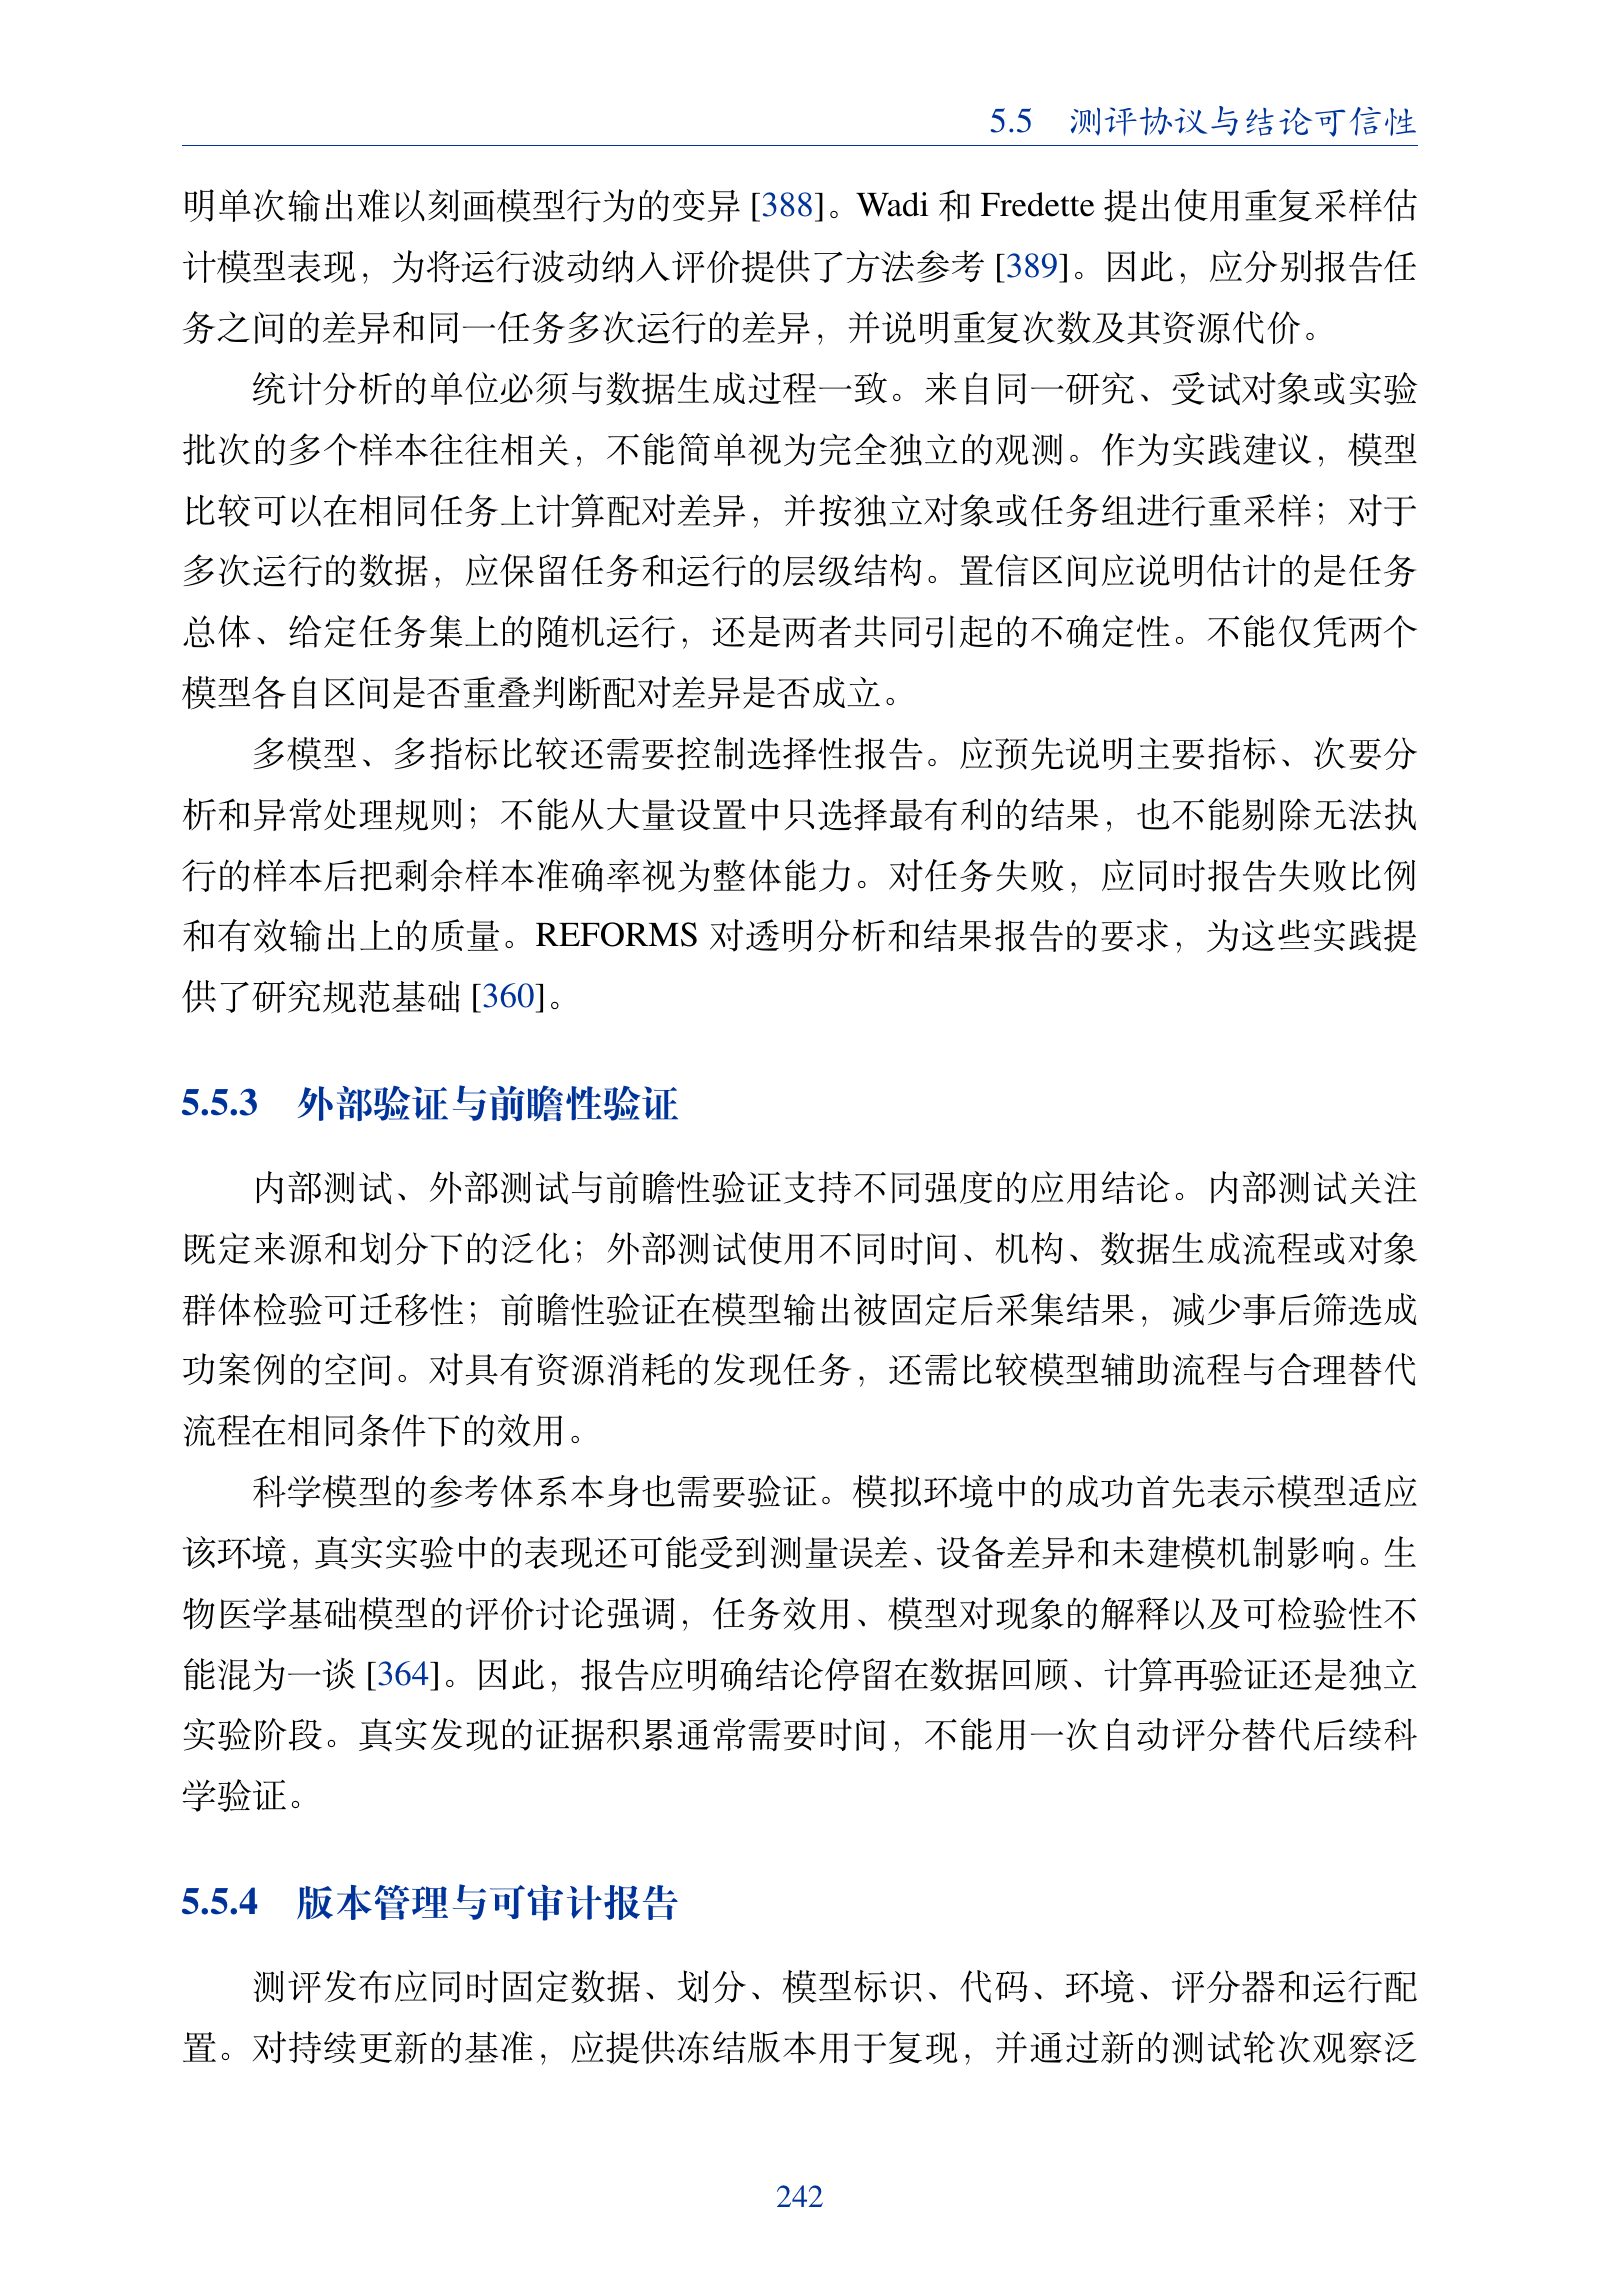 5.5 测评协议与结论可信性
明单次输出难以刻画模型行为的变异 [388]。Wadi 和 Fredette 提出使用重复采样估
计模型表现，为将运行波动纳入评价提供了方法参考 [389]。因此，应分别报告任
务之间的差异和同一任务多次运行的差异，并说明重复次数及其资源代价。
统计分析的单位必须与数据生成过程一致。来自同一研究、受试对象或实验
批次的多个样本往往相关，不能简单视为完全独立的观测。作为实践建议，模型
比较可以在相同任务上计算配对差异，并按独立对象或任务组进行重采样；对于
多次运行的数据，应保留任务和运行的层级结构。置信区间应说明估计的是任务
总体、给定任务集上的随机运行，还是两者共同引起的不确定性。不能仅凭两个
模型各自区间是否重叠判断配对差异是否成立。
多模型、多指标比较还需要控制选择性报告。应预先说明主要指标、次要分
析和异常处理规则；不能从大量设置中只选择最有利的结果，也不能剔除无法执
行的样本后把剩余样本准确率视为整体能力。对任务失败，应同时报告失败比例
和有效输出上的质量。REFORMS 对透明分析和结果报告的要求，为这些实践提
供了研究规范基础 [360]。
5.5.3 外部验证与前瞻性验证
内部测试、外部测试与前瞻性验证支持不同强度的应用结论。内部测试关注
既定来源和划分下的泛化；外部测试使用不同时间、机构、数据生成流程或对象
群体检验可迁移性；前瞻性验证在模型输出被固定后采集结果，减少事后筛选成
功案例的空间。对具有资源消耗的发现任务，还需比较模型辅助流程与合理替代
流程在相同条件下的效用。
科学模型的参考体系本身也需要验证。模拟环境中的成功首先表示模型适应
该环境，真实实验中的表现还可能受到测量误差、设备差异和未建模机制影响。生
物医学基础模型的评价讨论强调，任务效用、模型对现象的解释以及可检验性不
能混为一谈 [364]。因此，报告应明确结论停留在数据回顾、计算再验证还是独立
实验阶段。真实发现的证据积累通常需要时间，不能用一次自动评分替代后续科
学验证。
5.5.4 版本管理与可审计报告
测评发布应同时固定数据、划分、模型标识、代码、环境、评分器和运行配
置。对持续更新的基准，应提供冻结版本用于复现，并通过新的测试轮次观察泛
242